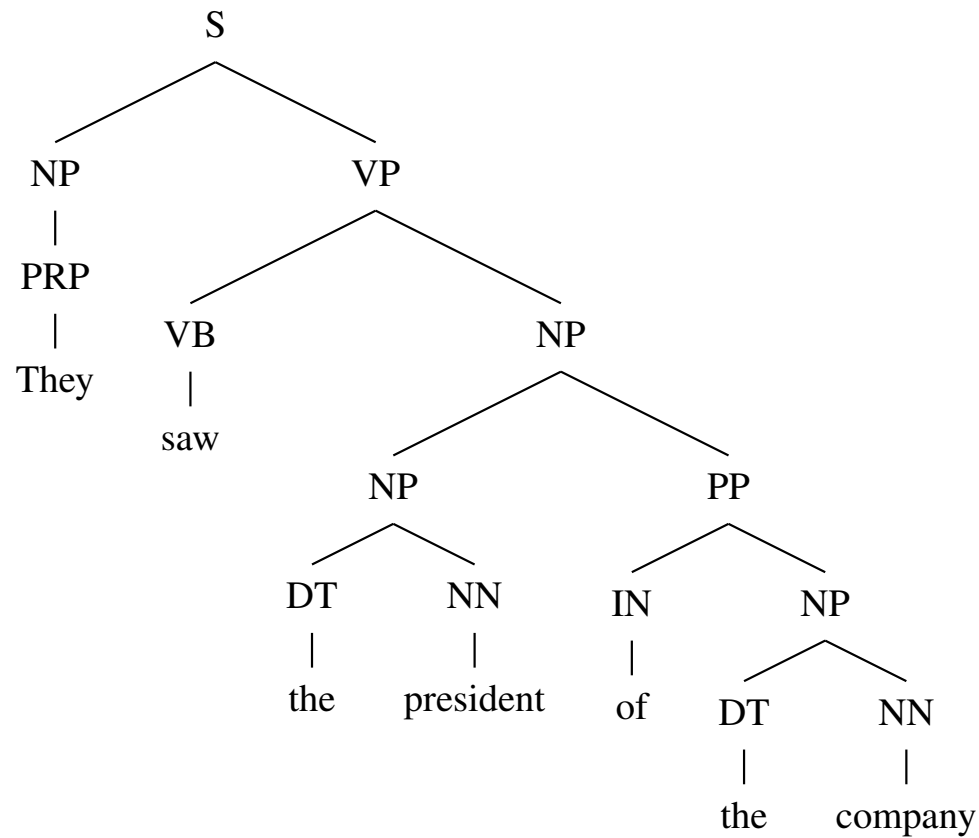 S
NP VP
PRP
VB NP
They
saw
NP PP
DT NN IN NP
the president of
DT NN
the company